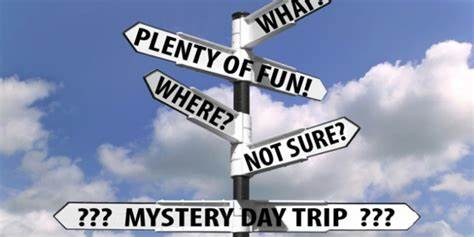 WHAT?
PLENTY OF FUN!
WHERE?
NOT SURE?
??? MYSTERY DAY TRIP ???